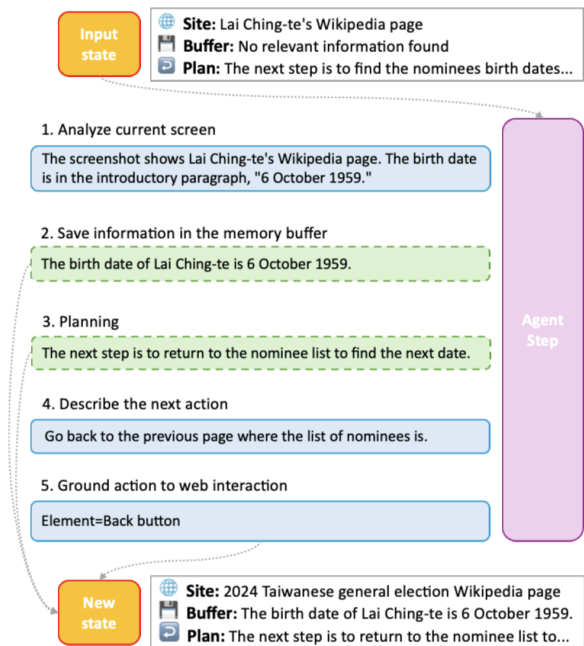 Input
state
Site: Lai Ching-te's Wikipedia page
Buffer: No relevant information found
Plan: The next step is to find the nominees birth dates...
1. Analyze current screen
The screenshot shows Lai Ching-te's Wikipedia page. The birth date
is in the introductory paragraph, "6 October 1959."
2. Save information in the memory buffer
The birth date of Lai Ching-te is 6 October 1959.
3. Planning
The next step is to return to the nominee list to find the next date.
4. Describe the next action
Go back to the previous page where the list of nominees is.
5. Ground action to web interaction
Element=Back button
Agent
Step
New
state
Site: 2024 Taiwanese general election Wikipedia page
Buffer: The birth date of Lai Ching-te is 6 October 1959.
Plan: The next step is to return to the nominee list to...